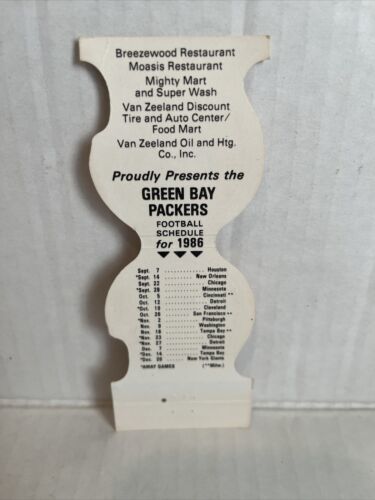 Breezewood Restaurant
Moasis Restaurant
Mighty Mart
and Super Wash
Van Zeeland Discount
Tire and Auto Center/
Food Mart
Van Zeeland Oil and Htg.
Co., Inc.
Proudly Presents the
GREEN BAY
PACKERS
FOOTBALL
SCHEDULE
for 1986
Sept. 7 Houston
*Sept. 14 New Orleans
Sept. 22 Chicago
*Sept. 28 Minnesota
Oct. 5 Cincinnati**
Oct. 12 Detroit
*Oct. 19 Cleveland
Oct. 26 San Francisco**
*Nov. 2 Pittsburgh
Nov. 9 Washington
Nov. 16 Tampa Bay**
*Nov. 23 Chicago
*Nov. 27 Detroit
Dec. 7 Minnesota
*Dec. 14 Tampa Bay
*Dec. 20 New York Giants
*AWAY GAMES (**Milw.)